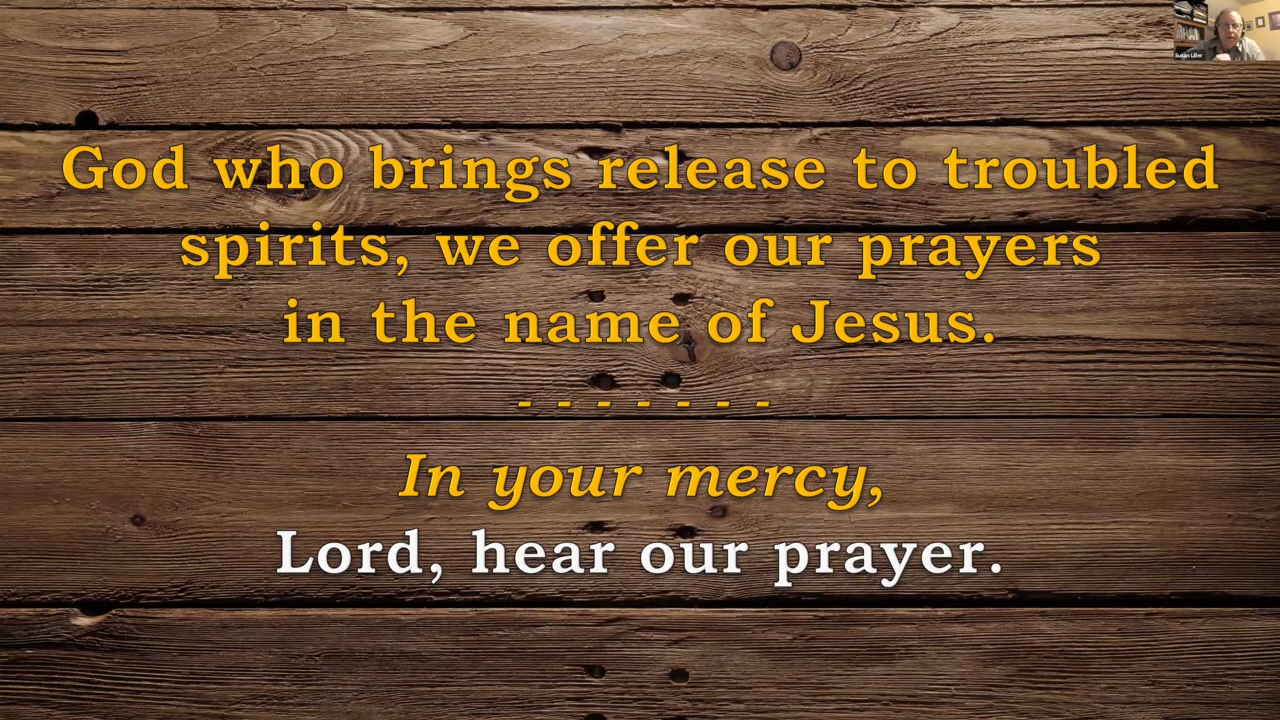 God who brings release to troubled
spirits, we offer our prayers
in the name of Jesus.
- - - - - - -
In your mercy,
Lord, hear our prayer.